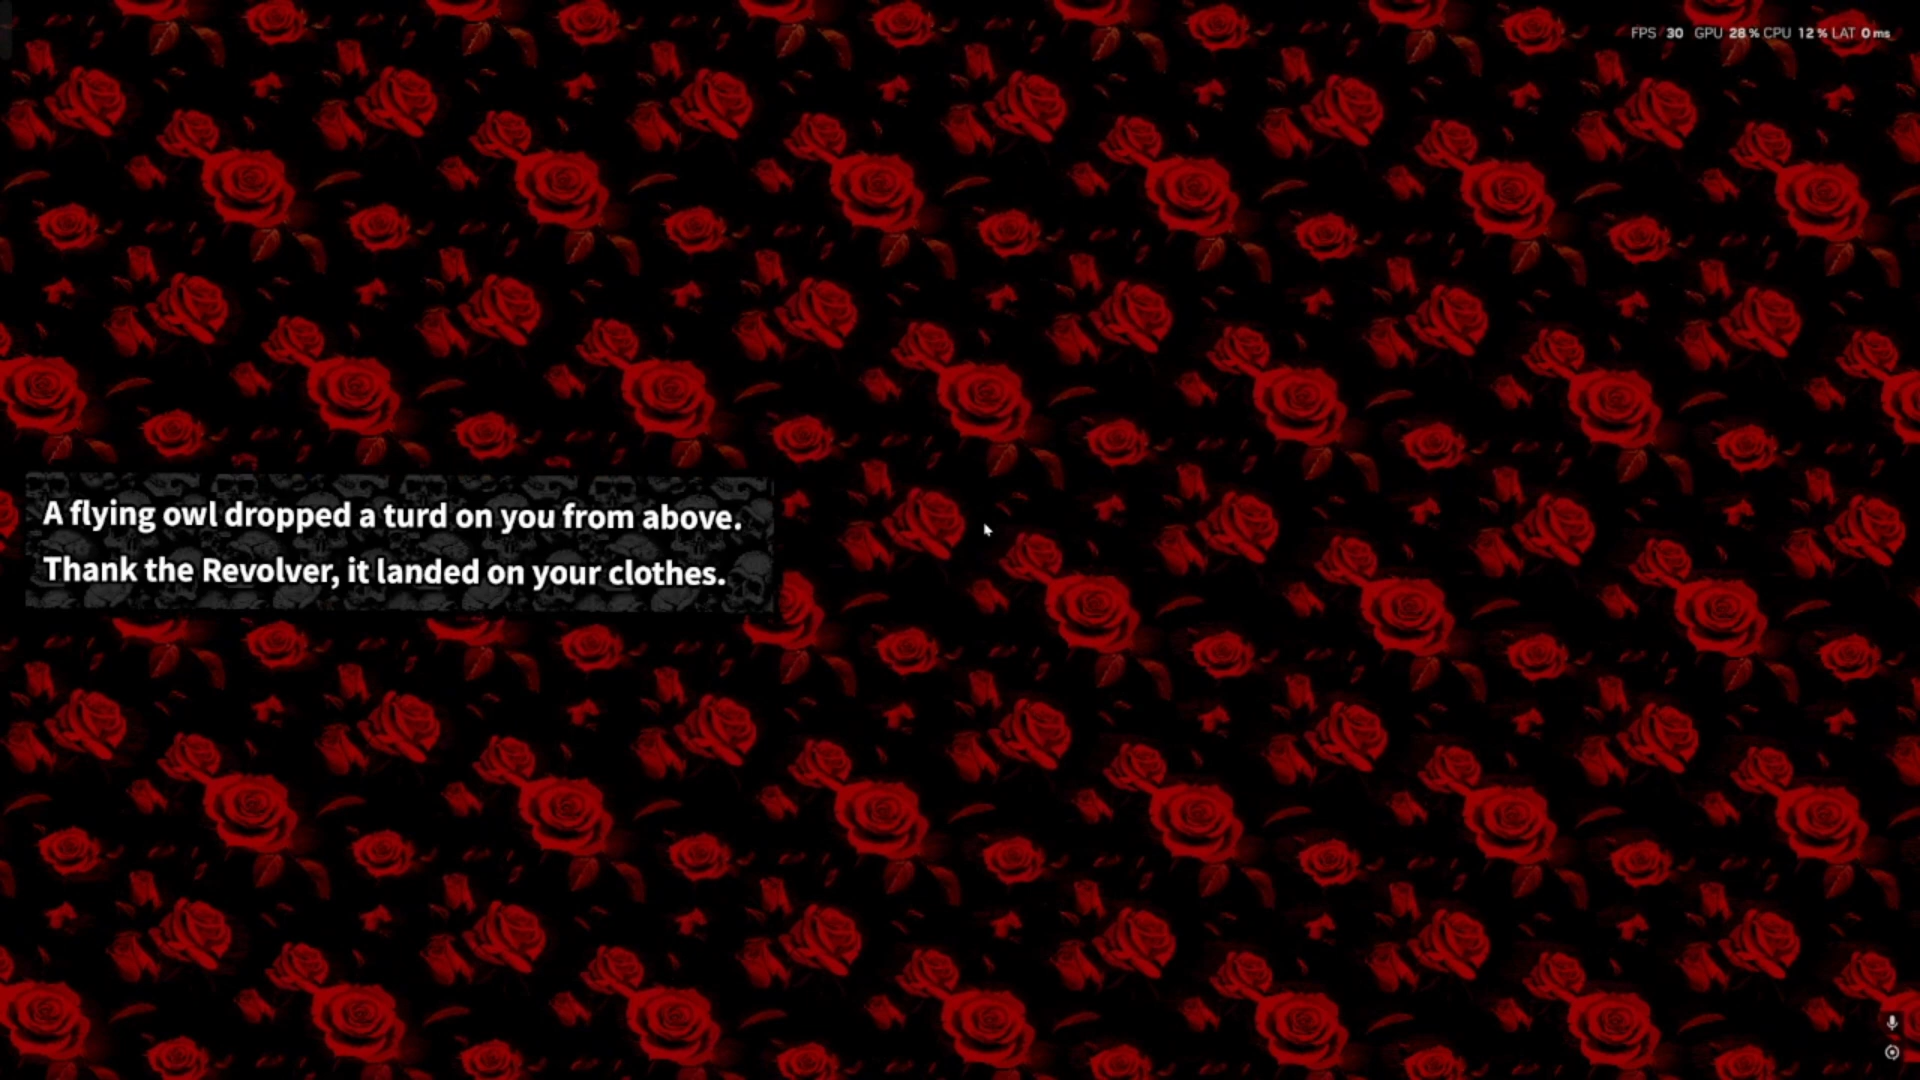 FPS 30 GPU 28% CPU 12% LAT 0 ms
A flying owl dropped a turd on you from above.
Thank the Revolver, it landed on your clothes.